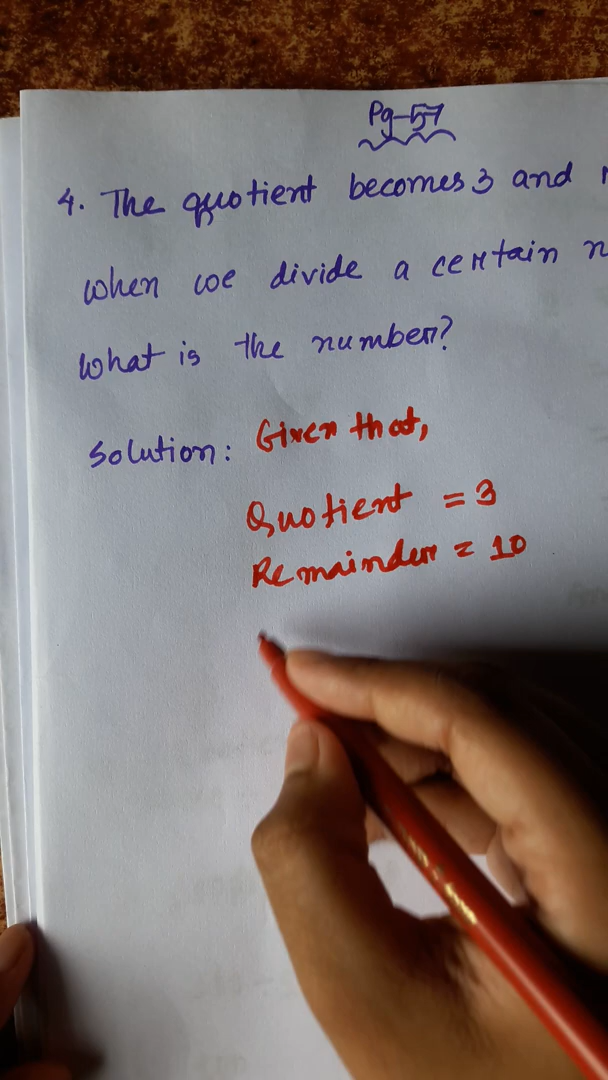 Pg-57
4. The quotient becomes 3 and
when we divide a certain
what is the number?
Solution: Given that,
Quotient = 3
Remainder = 10